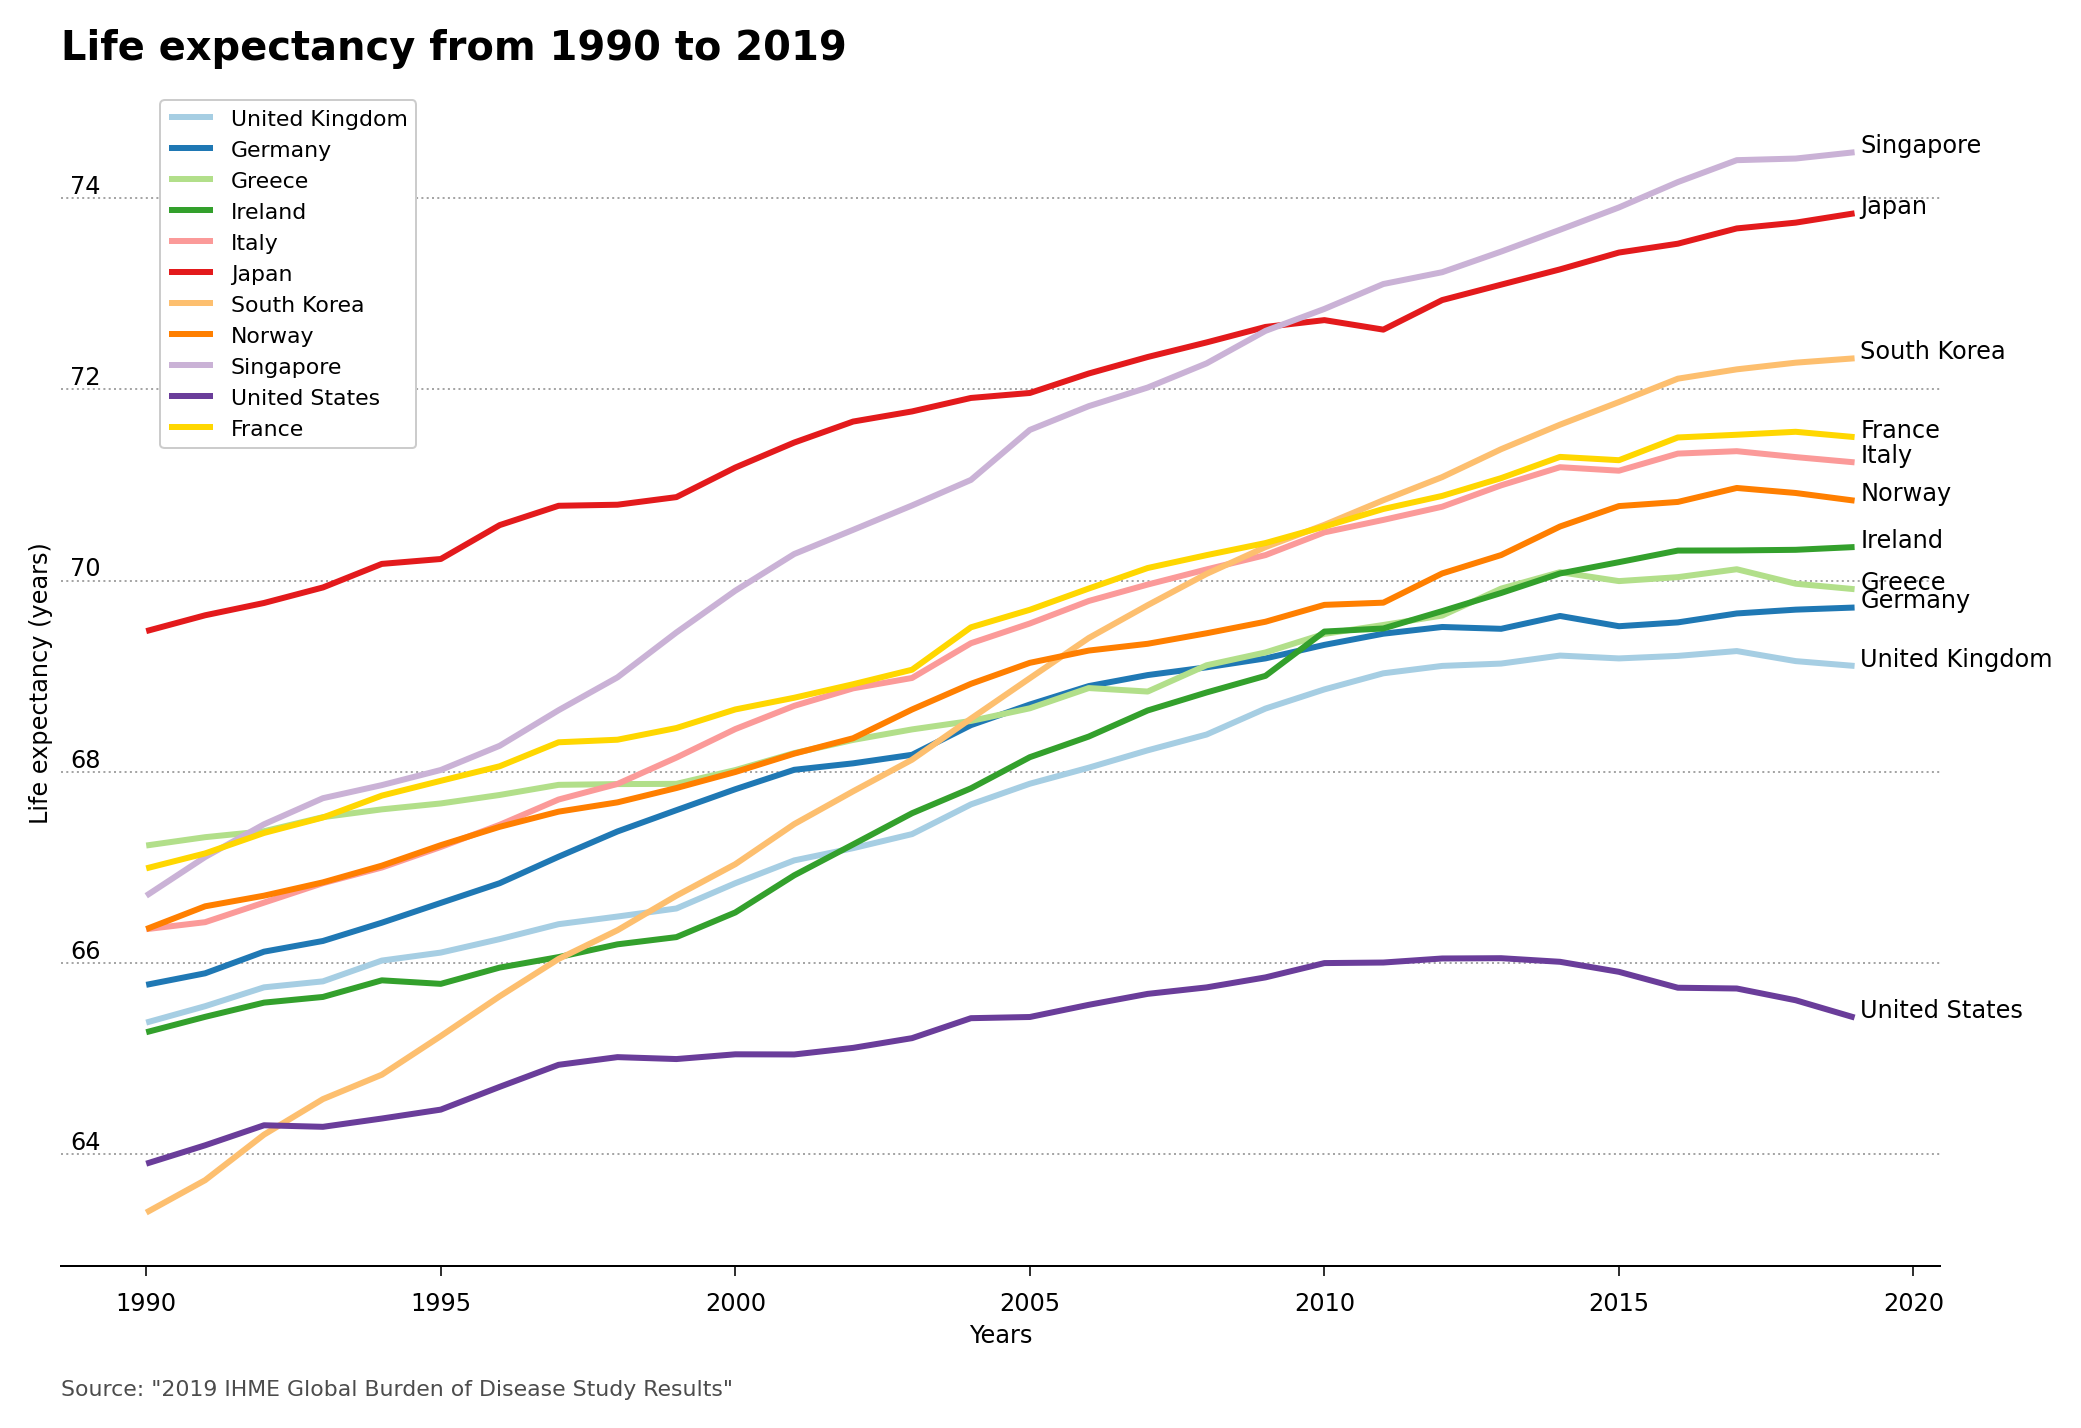 Life expectancy from 1990 to 2019
United Kingdom
Germany
Greece
Ireland
Italy
Japan
South Korea
Norway
Singapore
United States
France
Singapore
Japan
South Korea
France
Italy
Norway
Ireland
Greece
Germany
United Kingdom
United States
74
72
70
68
66
64
Life expectancy (years)
1990 1995 2000 2005 2010 2015 2020
Years
Source: "2019 IHME Global Burden of Disease Study Results"